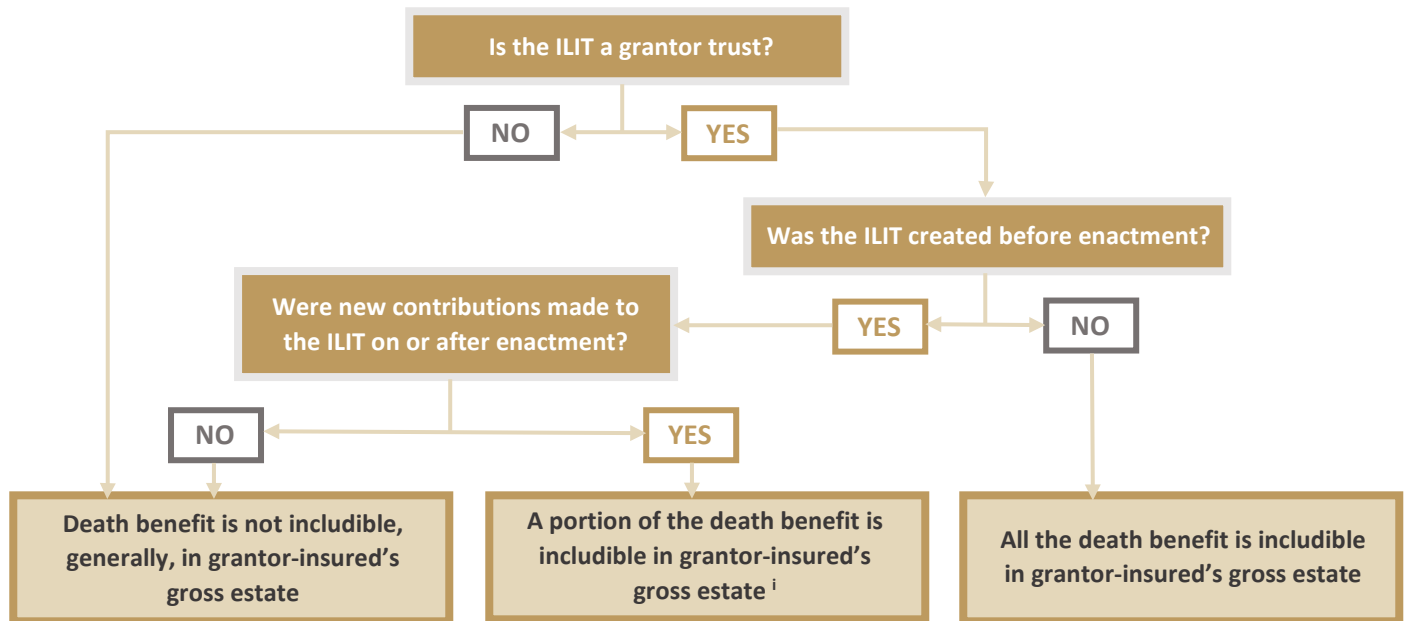 Is the ILIT a grantor trust?
NO
YES
Was the ILIT created before enactment?
Were new contributions made to
the ILIT on or after enactment?
YES
NO
NO
YES
Death benefit is not includible,
generally, in grantor-insured’s
gross estate
A portion of the death benefit is
includible in grantor-insured’s
gross estate i
All the death benefit is includible
in grantor-insured’s gross estate